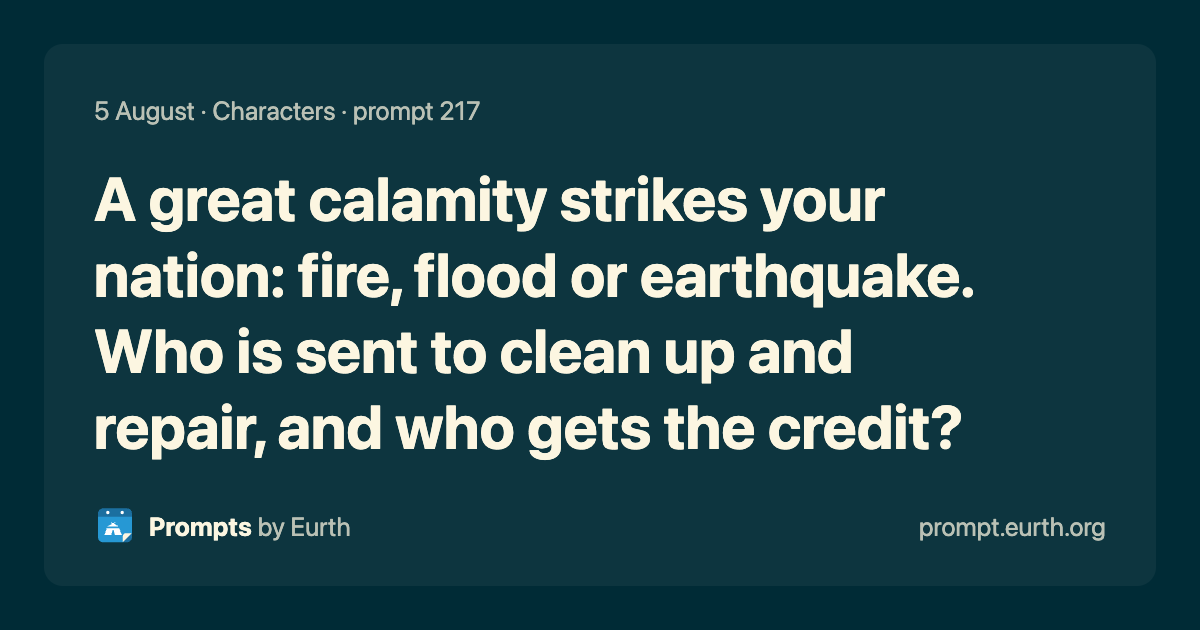 5 August · Characters · prompt 217
A great calamity strikes your
nation: fire, flood or earthquake.
Who is sent to clean up and
repair, and who gets the credit?
Prompts by Eurth
prompt.eurth.org